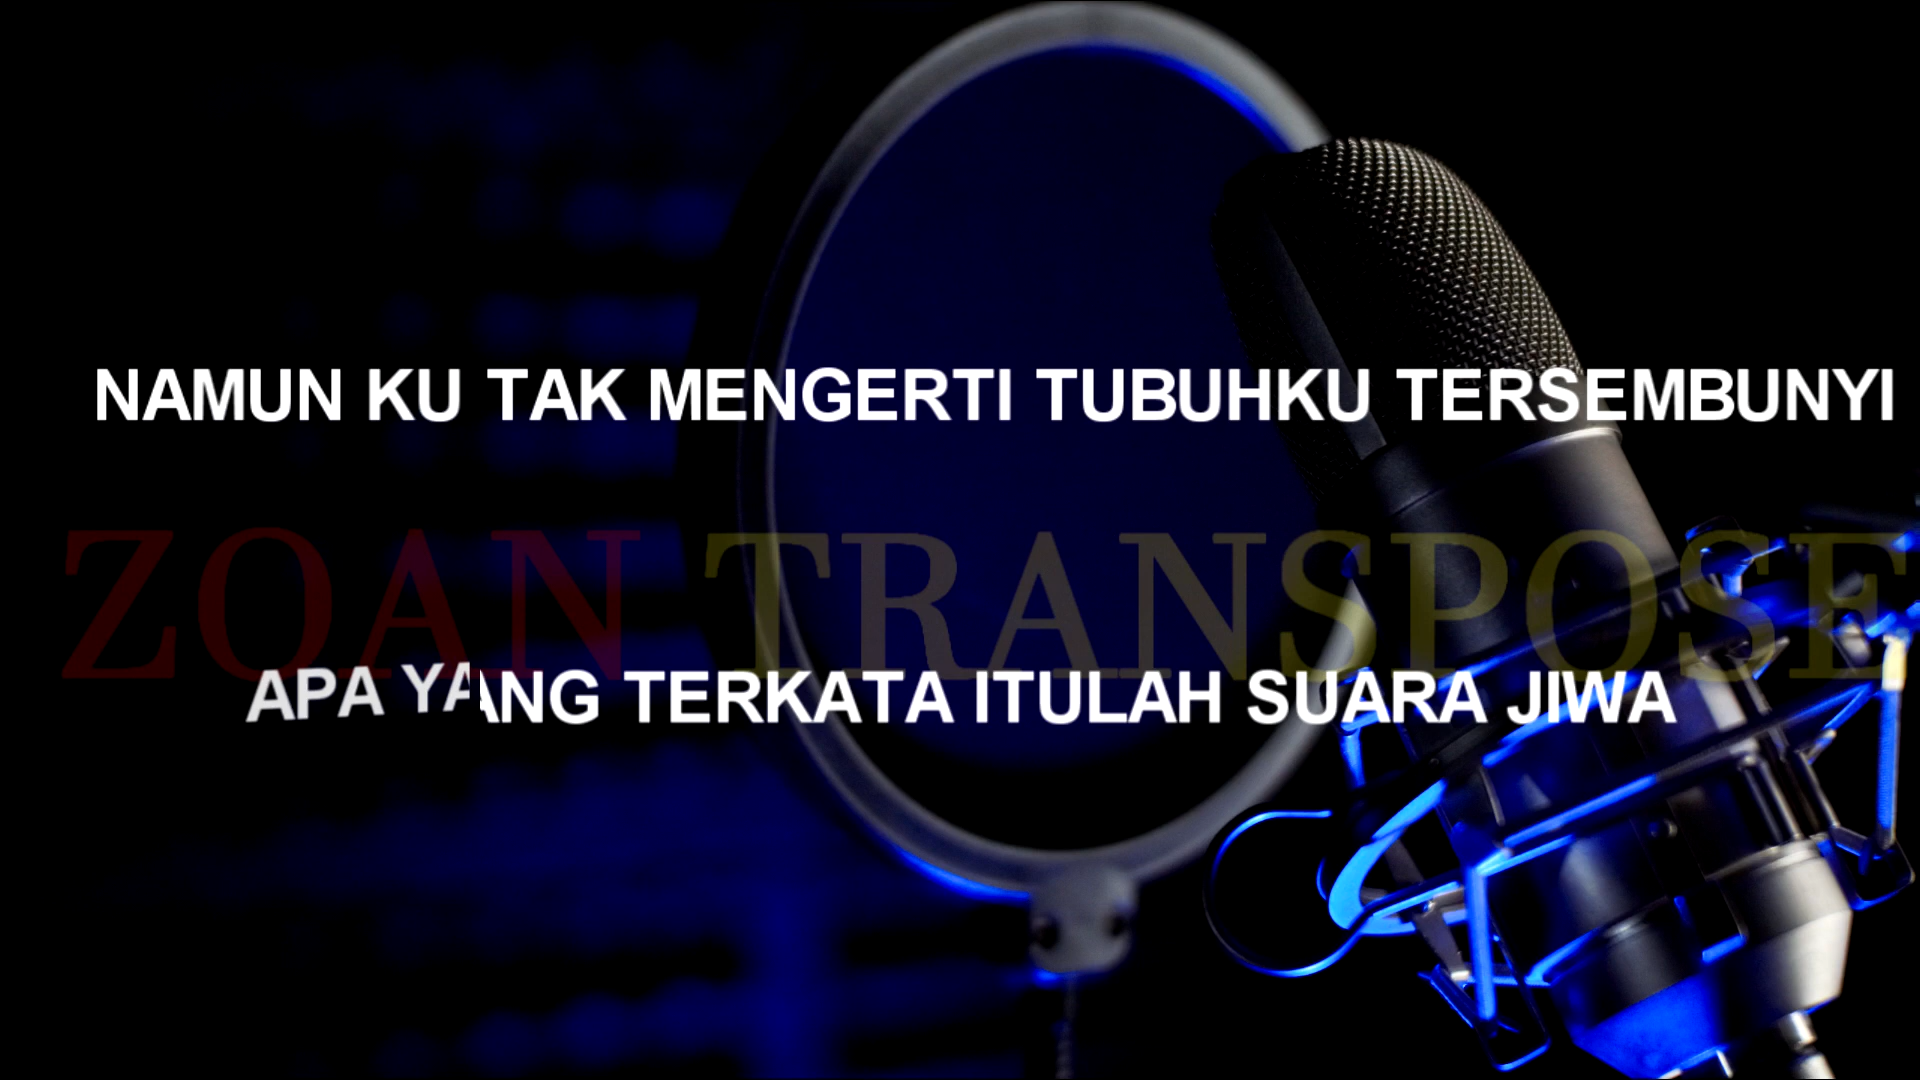 NAMUN KU TAK MENGERTI TUBUHKU TERSEMBUNYI
ZOAN TRANSPOSE
APA YANG TERKATA ITULAH SUARA JIWA